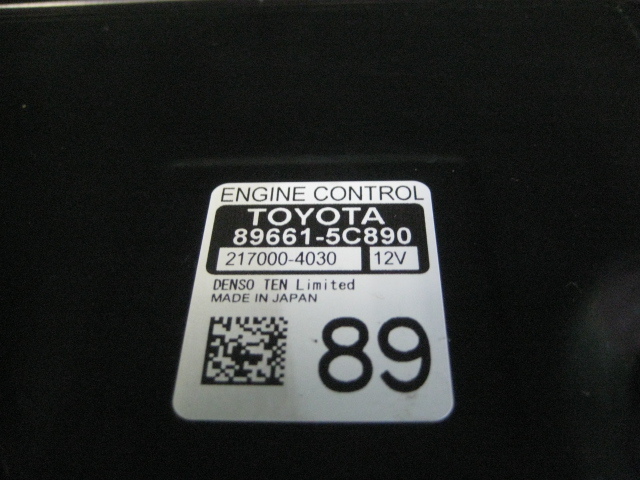 ENGINE CONTROL
TOYOTA
89661-5C890
217000-4030 12V
DENSO TEN Limited
MADE IN JAPAN
89